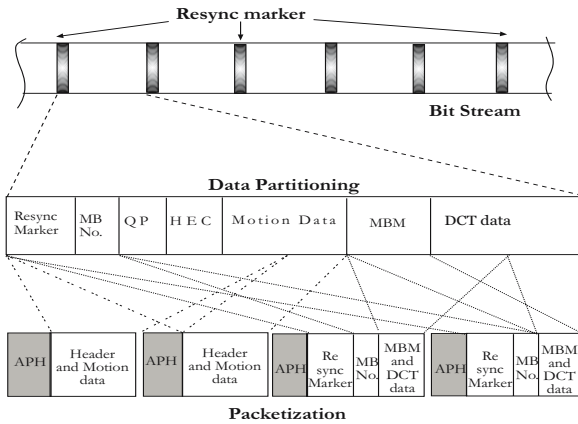 Resync marker
Bit Stream
Data Partitioning
Resync
Marker
MB
No.
QP
HEC
Motion Data
MBM
DCT data
APH
Header
and Motion
data
APH
Header
and Motion
data
APH
Re
sync
Marker
MB
No.
MBM
and
DCT
data
APH
Re
sync
Marker
MB
No.
MBM
and
DCT
data
Packetization